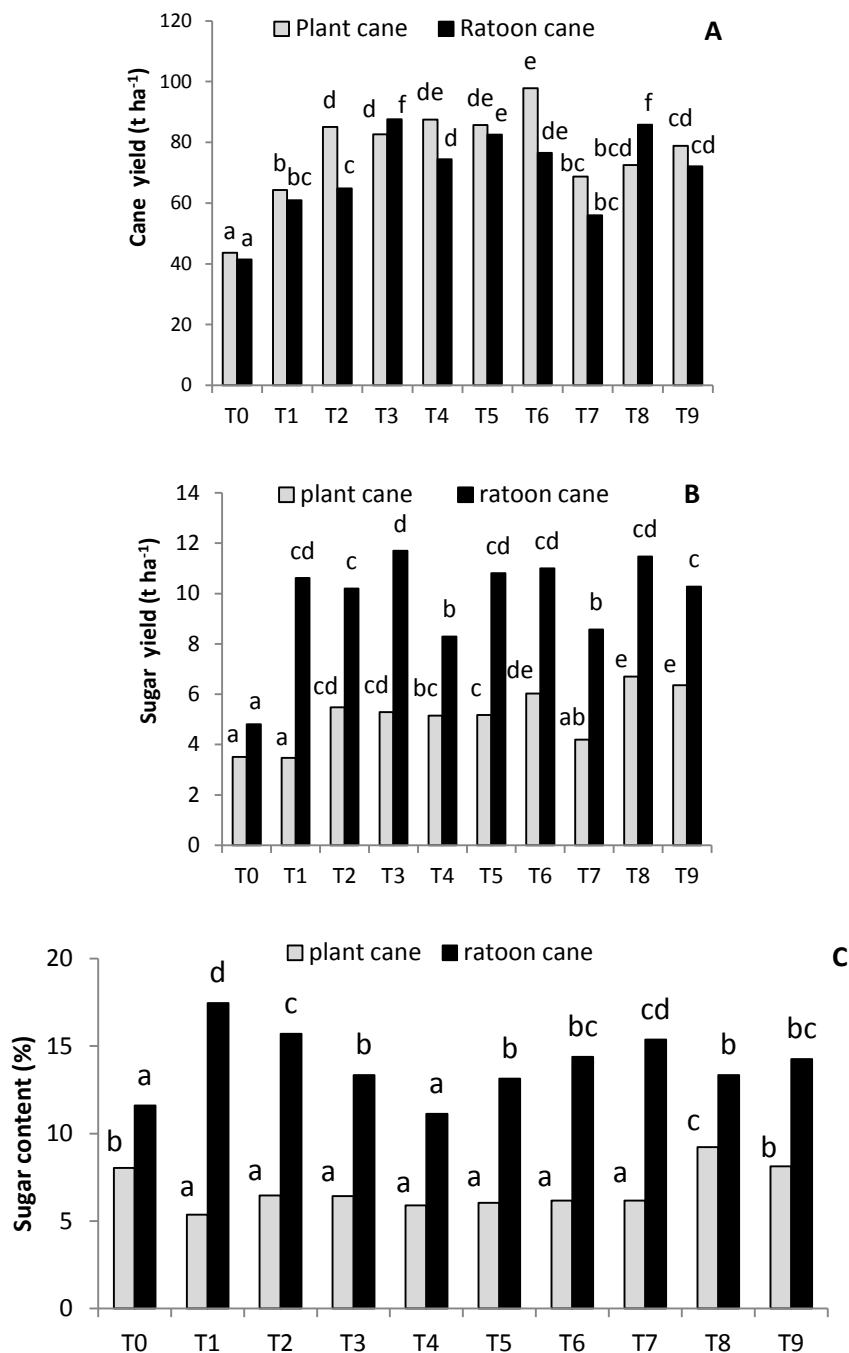 Plant cane Ratoon cane A
Cane yield (t ha-1)
120
100
80
60
40
20
0
a a b bc d c d f de d de e e de bc bc bcd f cd cd
T0 T1 T2 T3 T4 T5 T6 T7 T8 T9
plant cane ratoon cane B
Sugar yield (t ha-1)
14
12
10
8
6
4
2
0
a a a cd cd c cd d bc b c cd de cd ab b e cd e c
T0 T1 T2 T3 T4 T5 T6 T7 T8 T9
plant cane ratoon cane C
Sugar content (%)
20
15
10
5
0
b a a d a c a b a a a b a bc a cd c b b bc
T0 T1 T2 T3 T4 T5 T6 T7 T8 T9